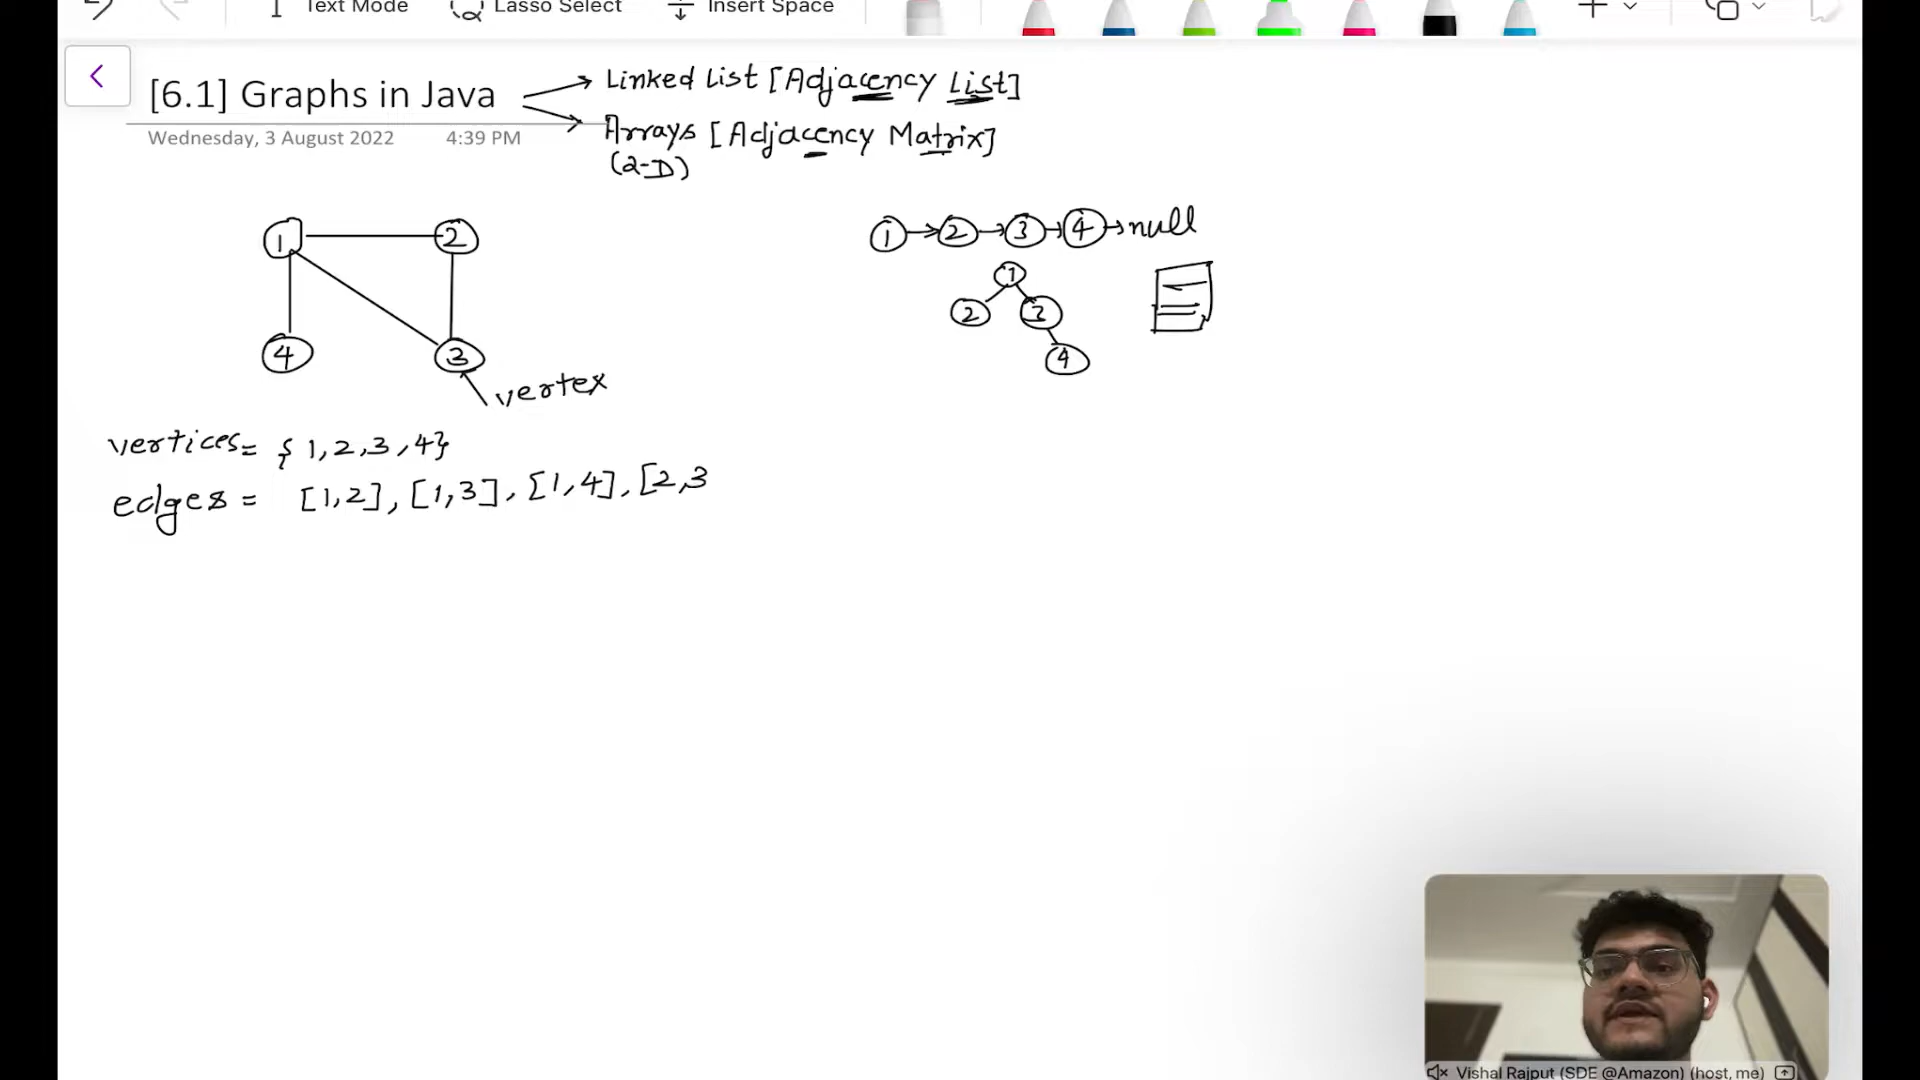 Text Mode Lasso Select Insert Space
[6.1] Graphs in Java
Wednesday, 3 August 2022 4:39 PM
Linked List [Adjacency List]
Arrays [Adjacency Matrix]
(2-D)
1 2
4 3
vertex
1 2 3 4 null
1
2 3
4
vertices = { 1,2,3,4}
edges = [1,2], [1,3], [1,4], [2,3
Vishal Rajput (SDE @Amazon) (host, me)